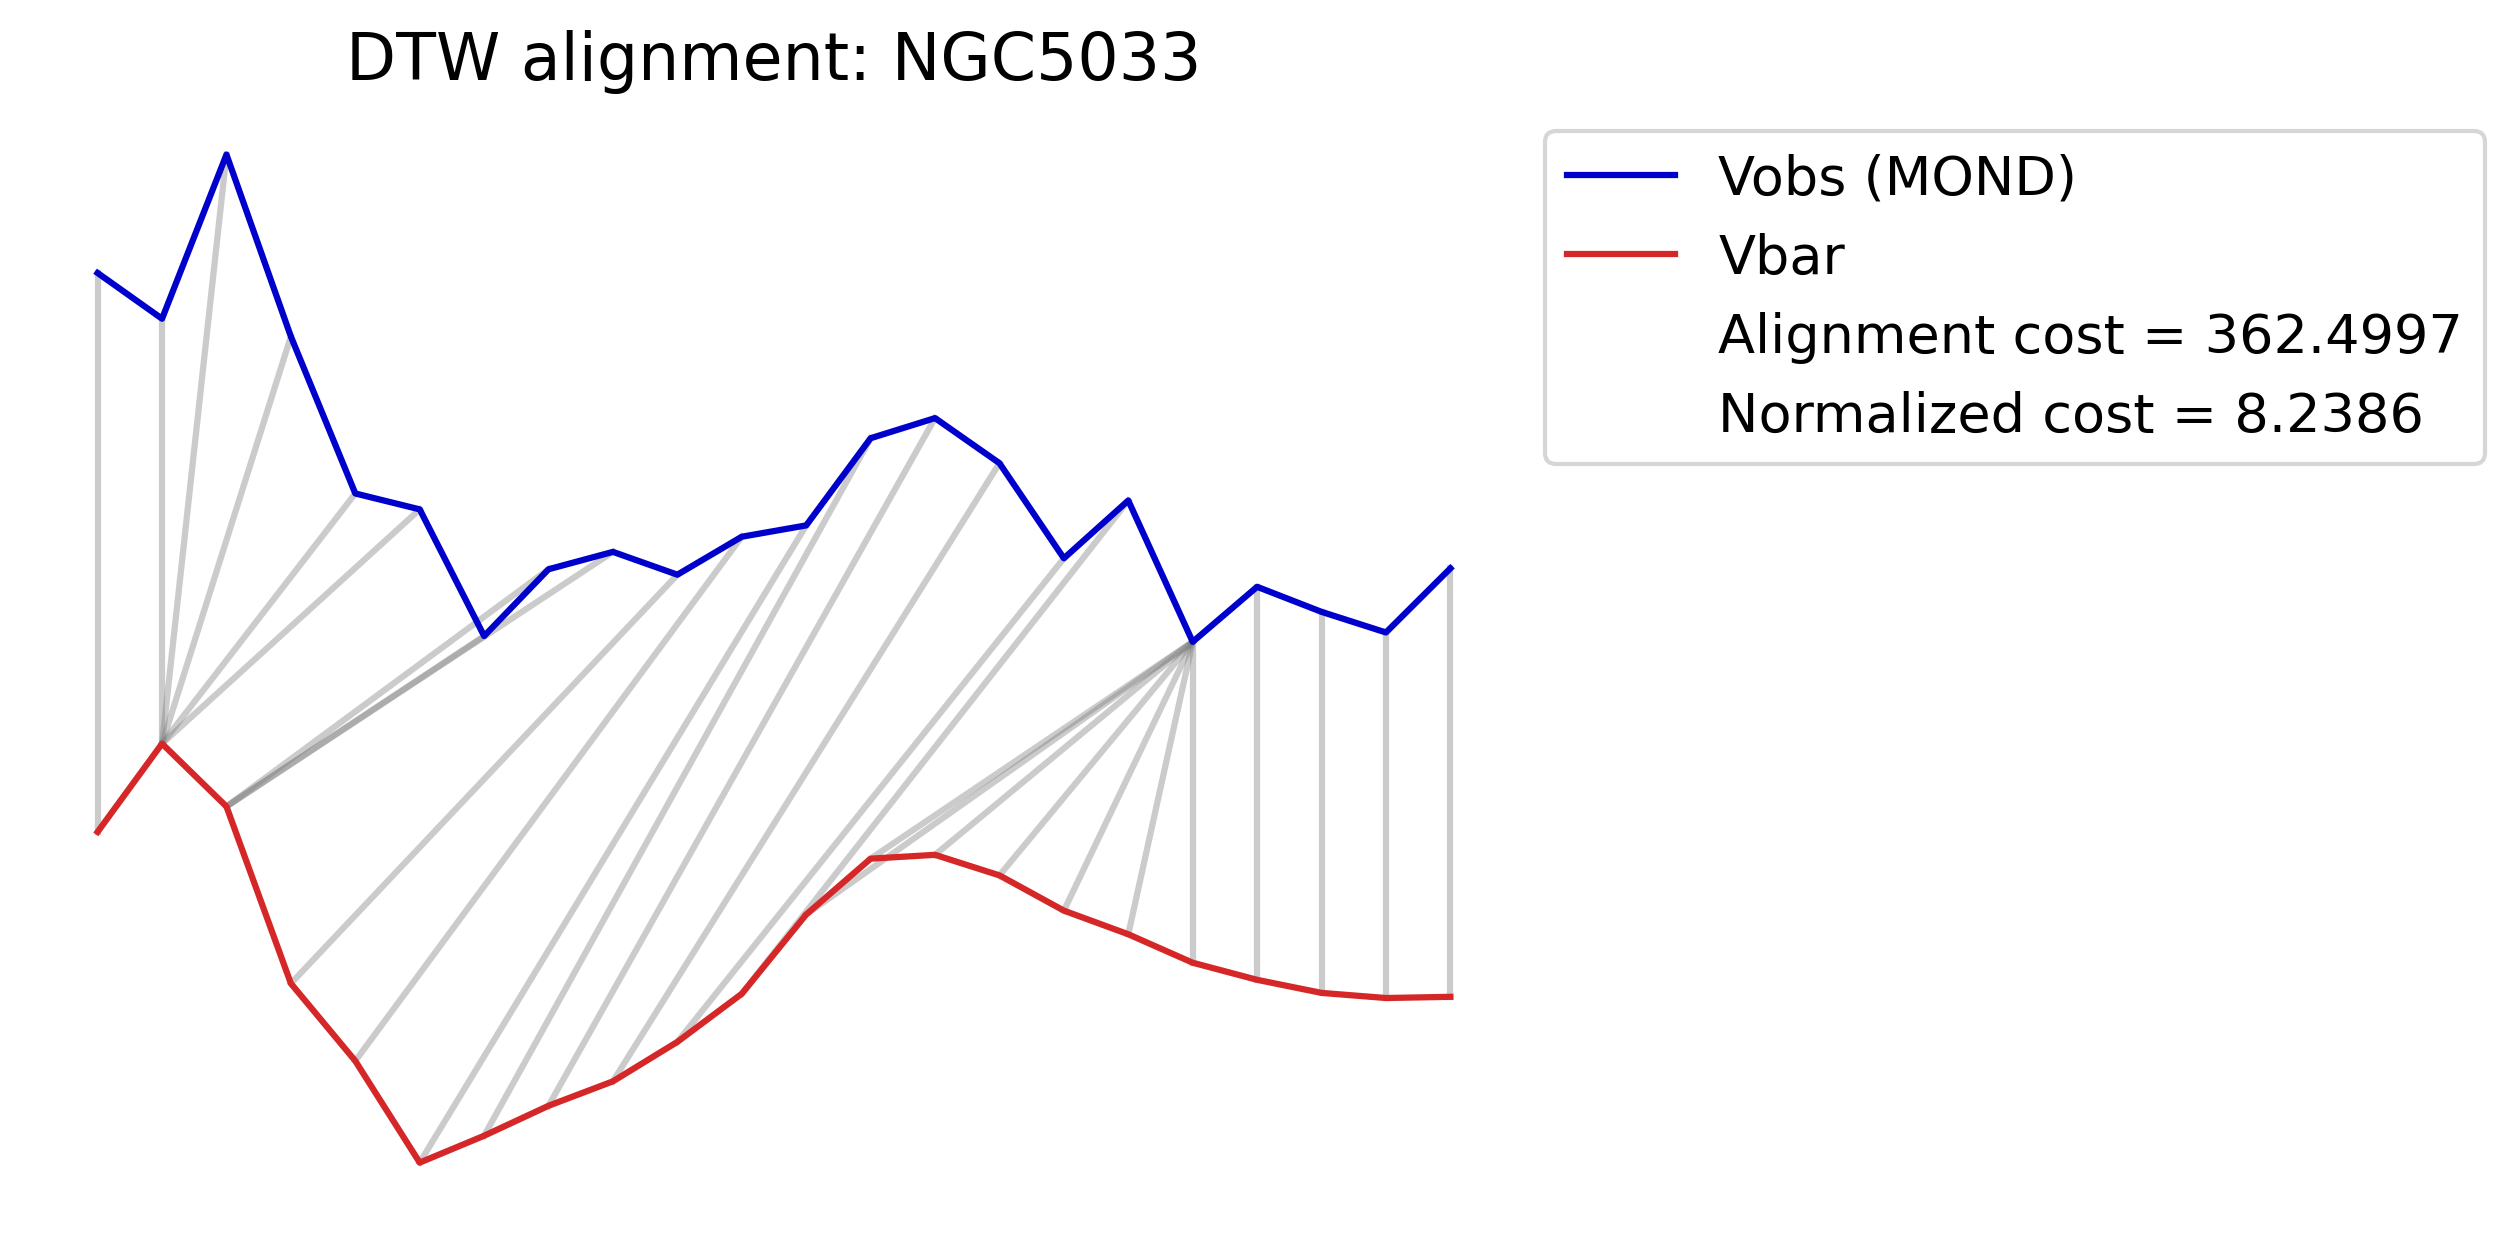 DTW alignment: NGC5033
Vobs (MOND)
Vbar
Alignment cost = 362.4997
Normalized cost = 8.2386